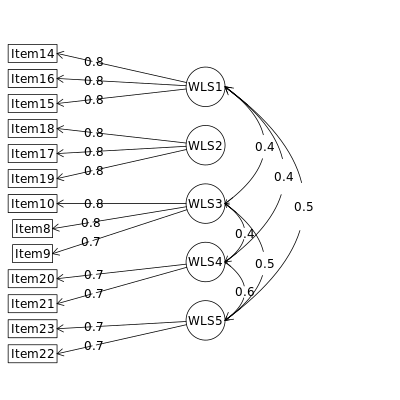 Item14
0.8
Item16
0.8
WLS1
Item15
0.8
Item18
0.8
Item17
0.8
WLS2
0.4
Item19
0.8
0.4
Item10
0.8
WLS3
0.5
Item8
0.8
0.4
Item9
0.7
Item20
0.7
WLS4
0.5
Item21
0.7
0.6
Item23
0.7
WLS5
Item22
0.7